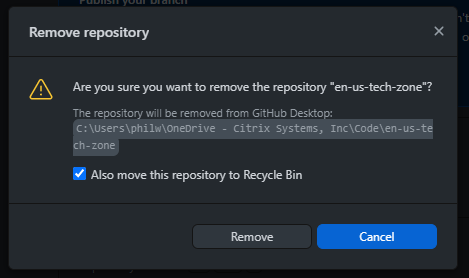 Publish your branch
Remove repository
Are you sure you want to remove the repository "en-us-tech-zone"?
The repository will be removed from GitHub Desktop:
C:\Users\philw\OneDrive - Citrix Systems, Inc\Code\en-us-te
ch-zone
Also move this repository to Recycle Bin
Remove
Cancel